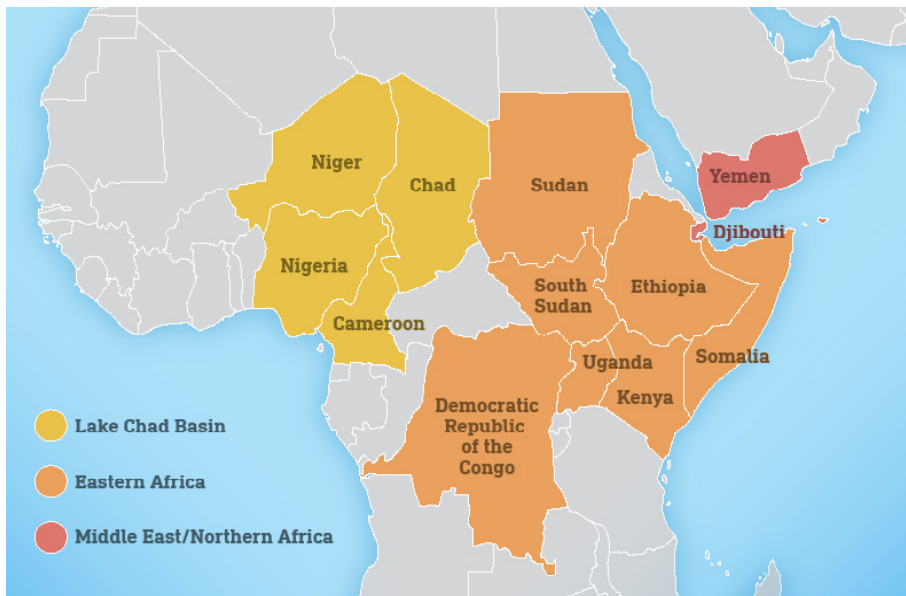 Niger
Chad
Sudan
Yemen
Djibouti
Nigeria
South
Sudan
Ethiopia
Cameroon
Uganda
Somalia
Kenya
Democratic
Republic
of the
Congo
Lake Chad Basin
Eastern Africa
Middle East/Northern Africa